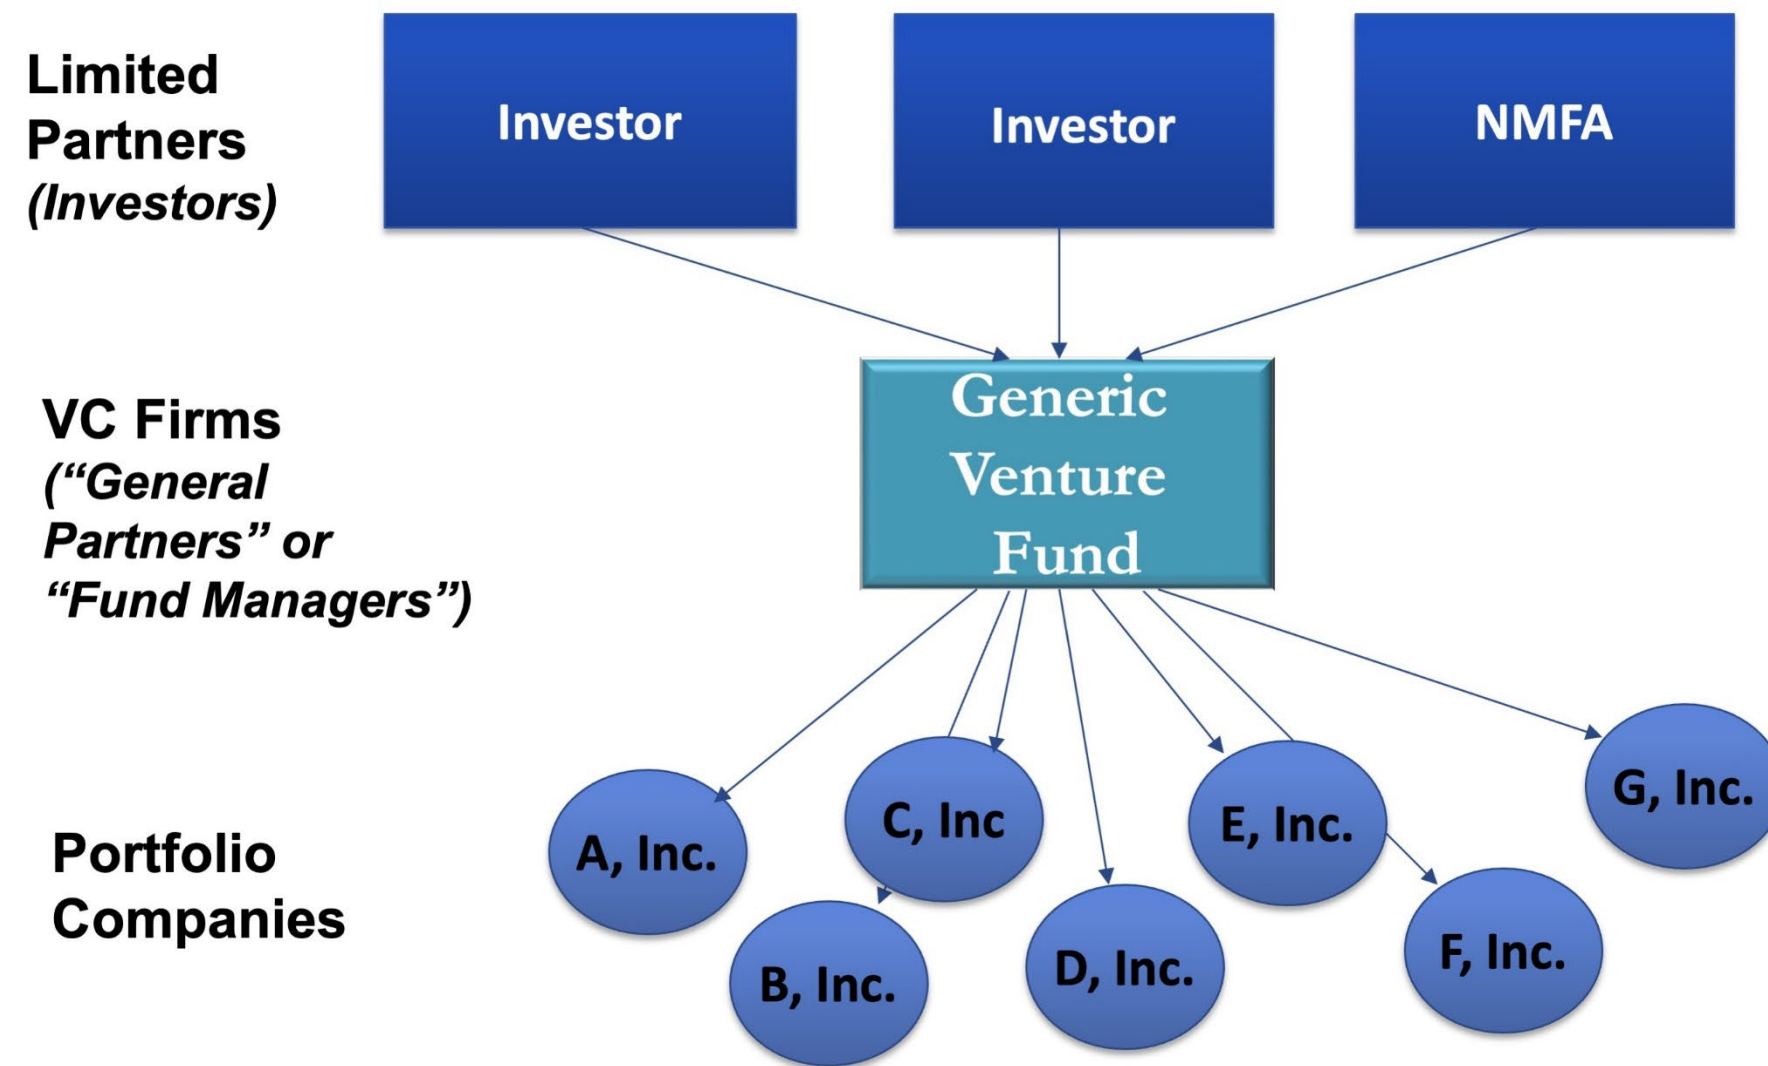 Limited
Partners
(Investors)
Investor
Investor
NMFA
VC Firms
(“General
Partners” or
“Fund Managers”)
Generic
Venture
Fund
Portfolio
Companies
A, Inc.
B, Inc.
C, Inc
D, Inc.
E, Inc.
F, Inc.
G, Inc.